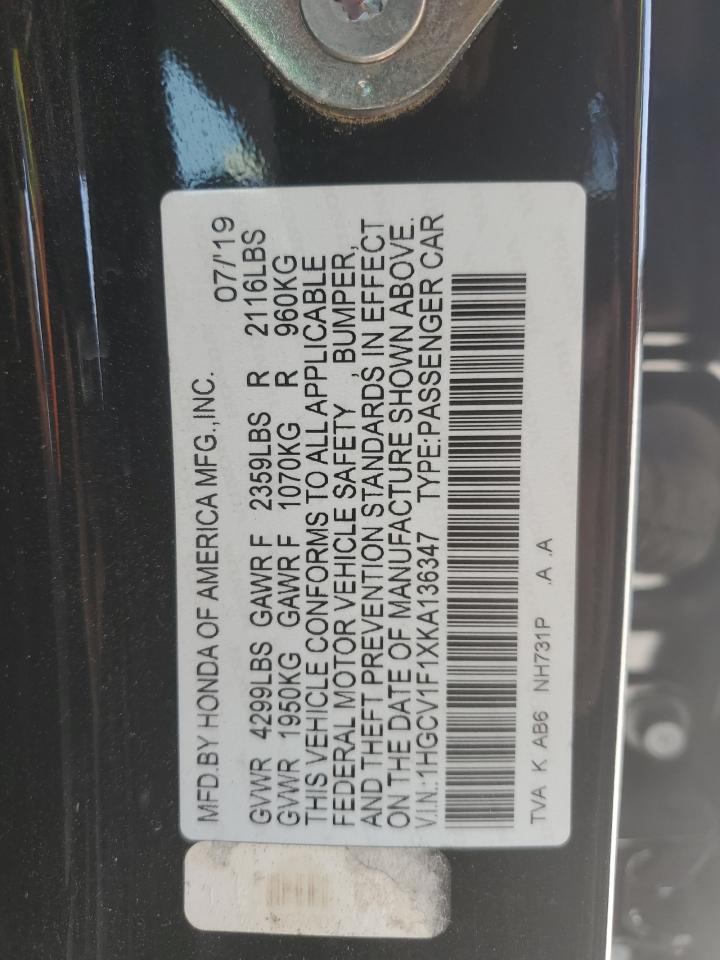 MFD.BY HONDA OF AMERICA MFG.,INC. 07/'19
GVWR 4299LBS GAWR F 2359LBS R 2116LBS
GVWR 1950KG GAWR F 1070KG R 960KG
THIS VEHICLE CONFORMS TO ALL APPLICABLE
FEDERAL MOTOR VEHICLE SAFETY , BUMPER,
AND THEFT PREVENTION STANDARDS IN EFFECT
ON THE DATE OF MANUFACTURE SHOWN ABOVE.
V.I.N.:1HGCV1F1XKA136347 TYPE:PASSENGER CAR
TVA K AB6 NH731P .A .A